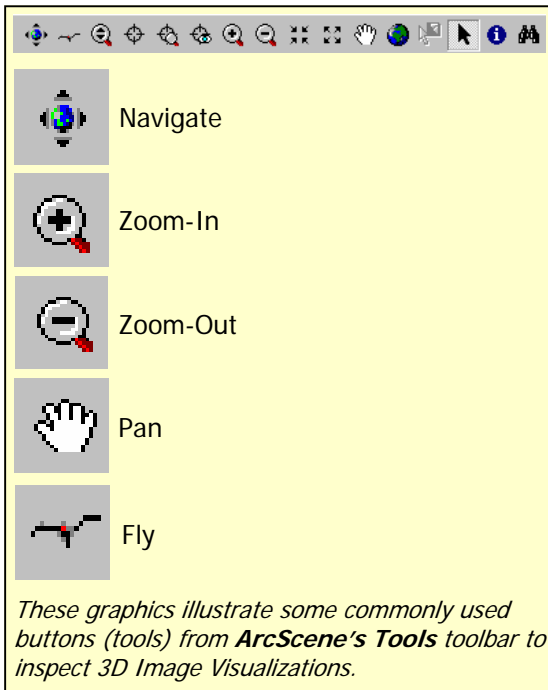 Navigate
Zoom-In
Zoom-Out
Pan
Fly
These graphics illustrate some commonly used
buttons (tools) from ArcScene’s Tools toolbar to
inspect 3D Image Visualizations.